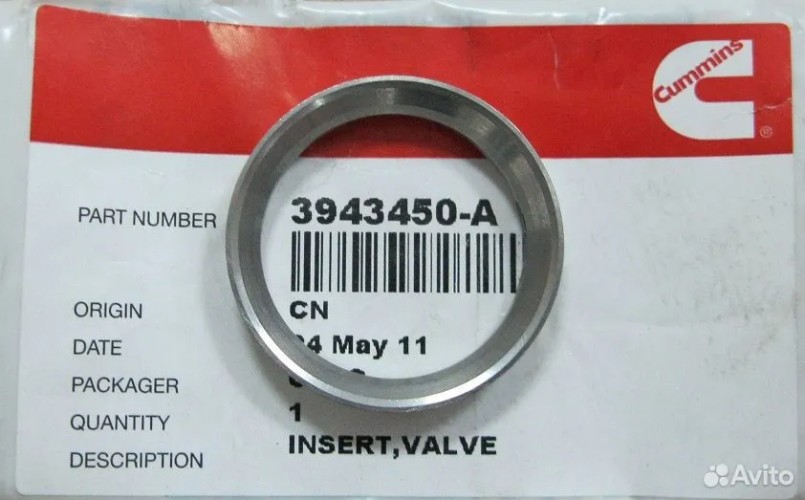 Cummins
®
PART NUMBER 3943450-A
ORIGIN CN
DATE May 11
PACKAGER
QUANTITY 1
DESCRIPTION INSERT,VALVE
Avito